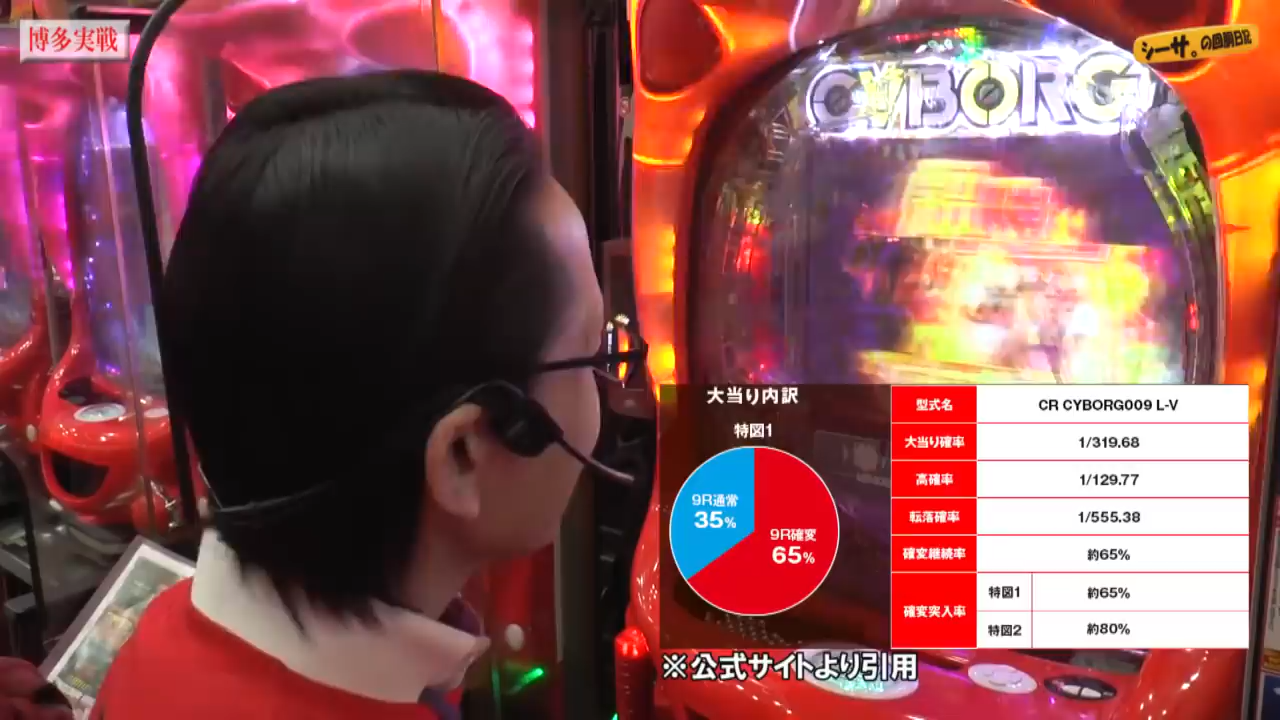 博多実戦
シーサ。の回胴日記
CYBORG
大当り内訳
特図1
9R通常
35%
9R確変
65%
型式名 CR CYBORG009 L-V
大当り確率 1/319.68
高確率 1/129.77
転落確率 1/555.38
確変継続率 約65%
確変突入率 特図1 約65%
特図2 約80%
※公式サイトより引用